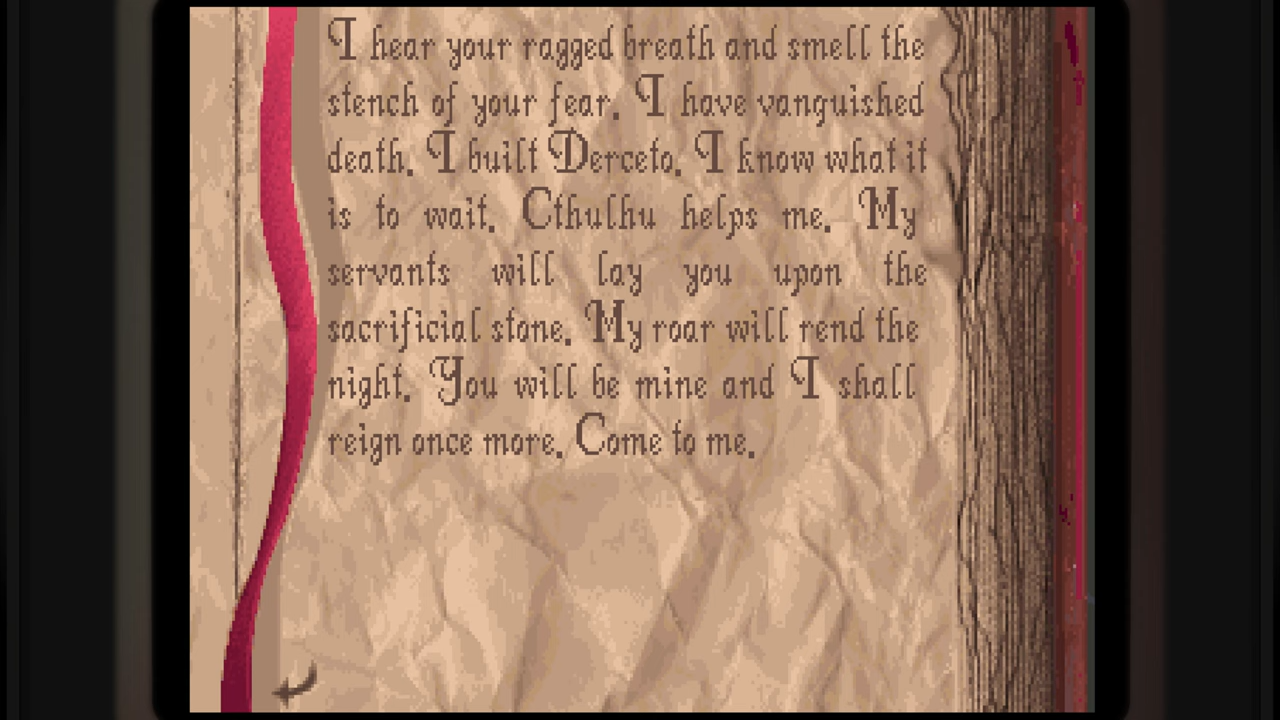 I hear your ragged breath and smell the
stench of your fear. I have vanquished
death. I built Derceto. I know what it
is to wait. Cthulhu helps me. My
servants will lay you upon the
sacrificial stone. My roar will rend the
night. You will be mine and I shall
reign once more. Come to me.